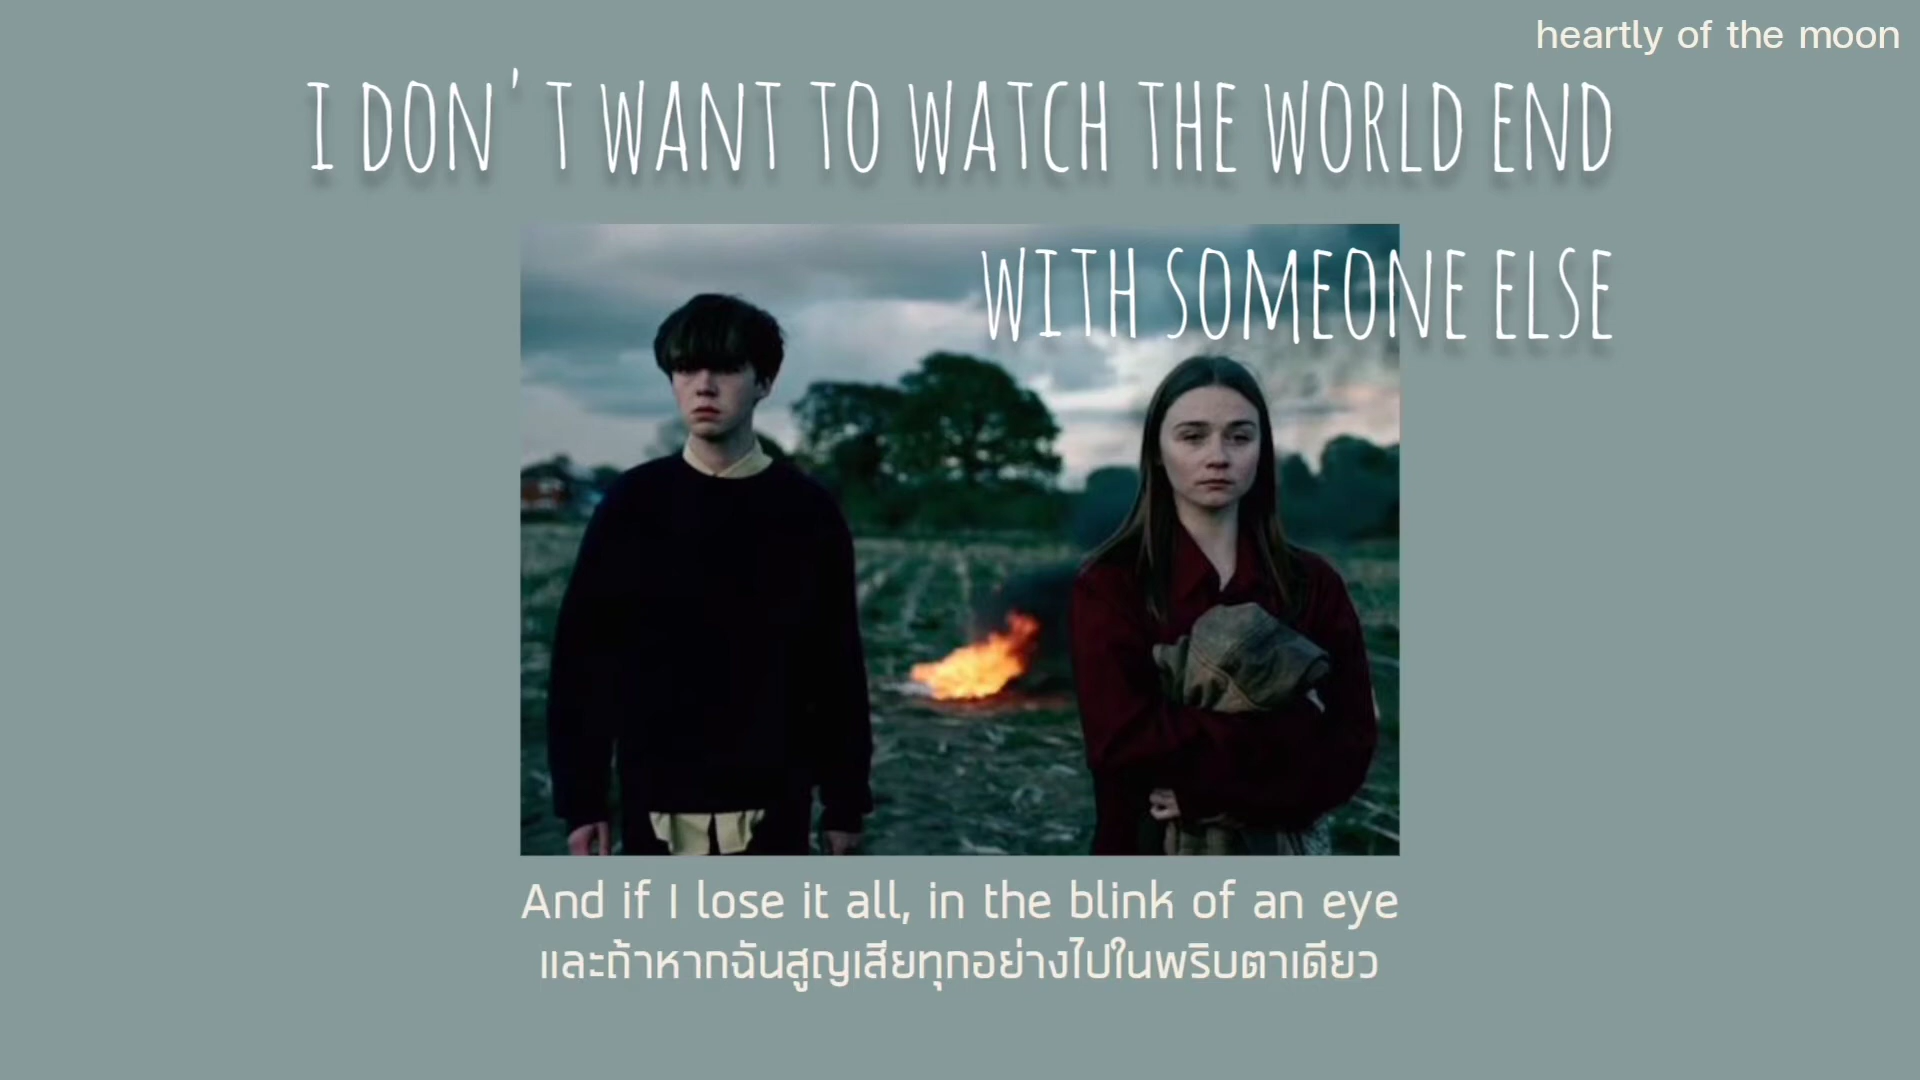 heartly of the moon
I DON'T WANT TO WATCH THE WORLD END
WITH SOMEONE ELSE
And if I lose it all, in the blink of an eye
และถ้าหากฉันสูญเสียทุกอย่างไปในพริบตาเดียว